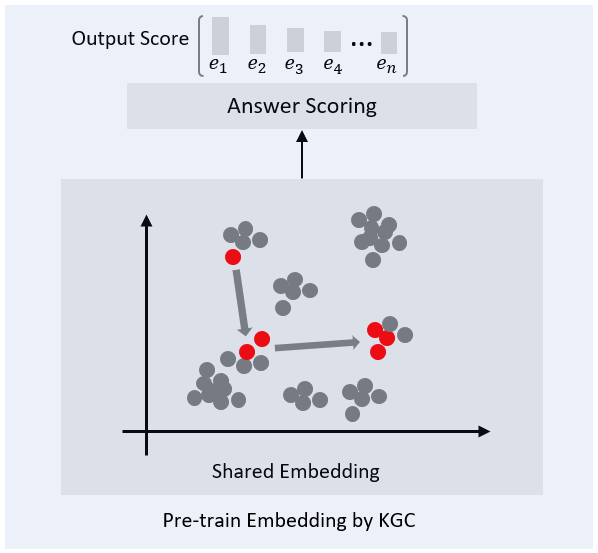 Output Score
e1 e2 e3 e4 ... en
Answer Scoring
Shared Embedding
Pre-train Embedding by KGC